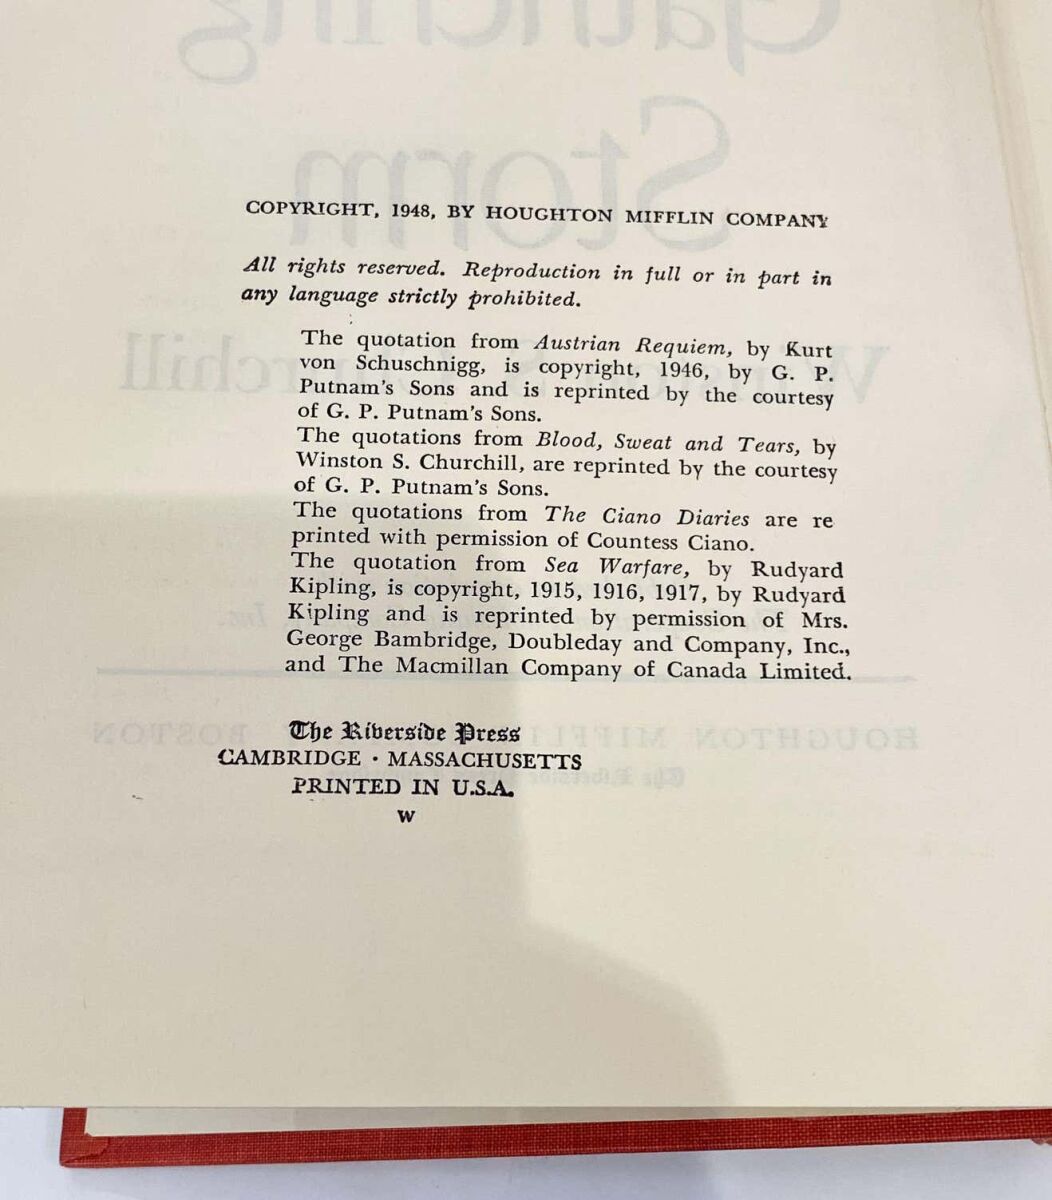 COPYRIGHT, 1948, BY HOUGHTON MIFFLIN COMPANY
All rights reserved. Reproduction in full or in part in
any language strictly prohibited.
The quotation from Austrian Requiem, by Kurt
von Schuschnigg, is copyright, 1946, by G. P.
Putnam's Sons and is reprinted by the courtesy
of G. P. Putnam's Sons.
The quotations from Blood, Sweat and Tears, by
Winston S. Churchill, are reprinted by the courtesy
of G. P. Putnam's Sons.
The quotations from The Ciano Diaries are re
printed with permission of Countess Ciano.
The quotation from Sea Warfare, by Rudyard
Kipling, is copyright, 1915, 1916, 1917, by Rudyard
Kipling and is reprinted by permission of Mrs.
George Bambridge, Doubleday and Company, Inc.,
and The Macmillan Company of Canada Limited.
The Riverside Press
CAMBRIDGE · MASSACHUSETTS
PRINTED IN U.S.A.
W